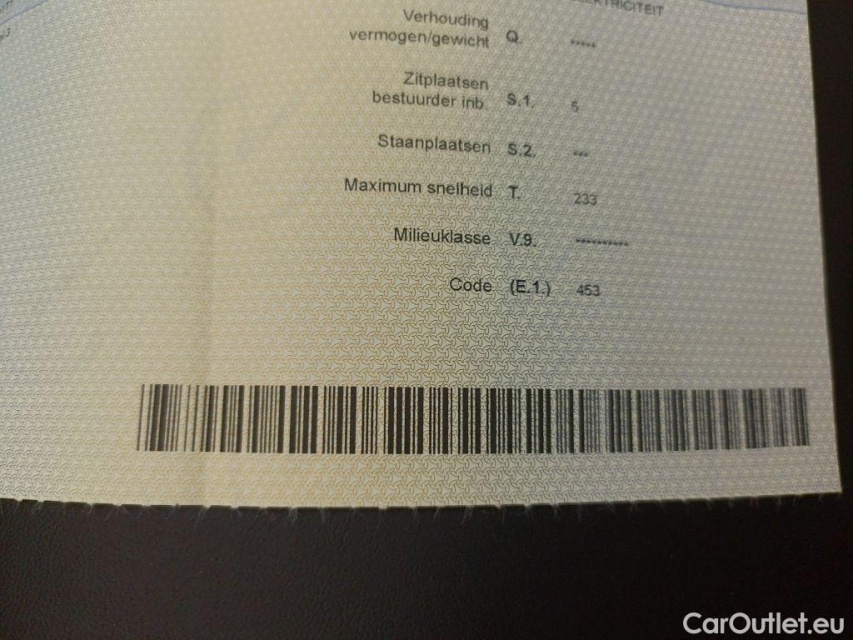 Verhouding
vermogen/gewicht Q. -----
Zitplaatsen
bestuurder inb. S.1. 5
Staanplaatsen S.2. ---
Maximum snelheid T. 233
Milieuklasse V.9. ----------
Code (E.1.) 453
CarOutlet.eu